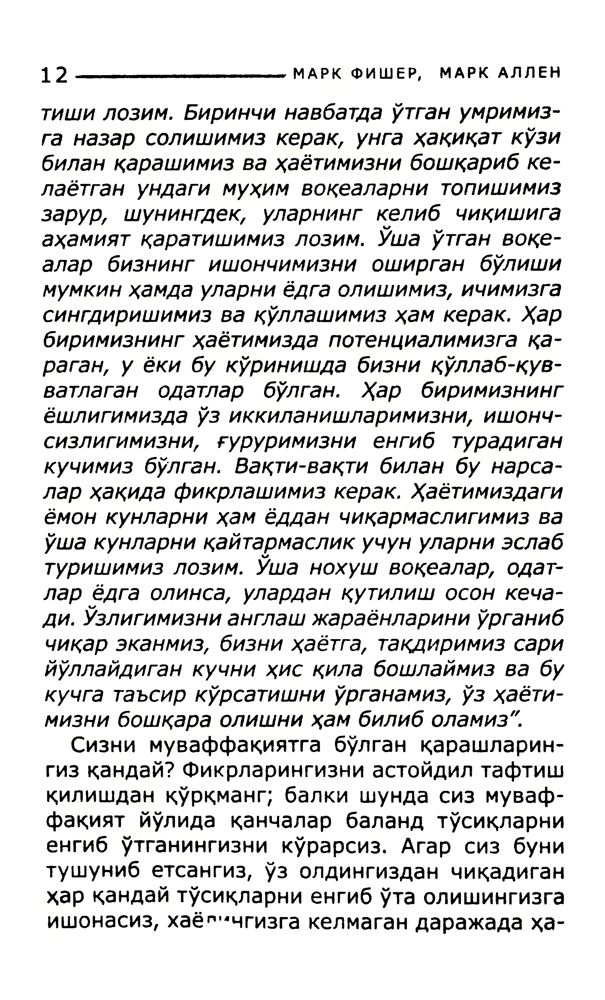 12 МАРК ФИШЕР, МАРК АЛЛЕН
тиши лозим. Биринчи навбатда ўтган умримиз-
га назар солишимиз керак, унга ҳақиқат кўзи
билан қарашимиз ва ҳаётимизни бошқариб ке-
лаётган ундаги муҳим воқеаларни топишимиз
зарур, шунингдек, уларнинг келиб чиқишига
аҳамият қаратишимиз лозим. Ўша ўтган воқе-
алар бизнинг ишончимизни оширган бўлиши
мумкин ҳамда уларни ёдга олишимиз, ичимизга
сингдиришимиз ва қўллашимиз ҳам керак. Ҳар
биримизнинг ҳаётимизда потенциалимизга қа-
раган, у ёки бу кўринишда бизни қўллаб-қув-
ватлаган одатлар бўлган. Ҳар биримизнинг
ёшлигимизда ўз иккиланишларимизни, ишонч-
сизлигимизни, ғуруримизни енгиб турадиган
кучимиз бўлган. Вақти-вақти билан бу нарса-
лар ҳақида фикрлашимиз керак. Ҳаётимиздаги
ёмон кунларни ҳам ёддан чиқармаслигимиз ва
ўша кунларни қайтармаслик учун уларни эслаб
туришимиз лозим. Ўша нохуш воқеалар, одат-
лар ёдга олинса, улардан қутилиш осон кеча-
ди. Ўзлигимизни англаш жараёнларини ўрганиб
чиқар эканмиз, бизни ҳаётга, тақдиримиз сари
йўллайдиган кучни ҳис қила бошлаймиз ва бу
кучга таъсир кўрсатишни ўрганамиз, ўз ҳаёти-
мизни бошқара олишни ҳам билиб оламиз".
Сизни муваффақиятга бўлган қарашларин-
гиз қандай? Фикрларингизни астойдил тафтиш
қилишдан қўрқманг; балки шунда сиз муваф-
фақият йўлида қанчалар баланд тўсиқларни
енгиб ўтганингизни кўрарсиз. Агар сиз буни
тушуниб етсангиз, ўз олдингиздан чиқадиган
ҳар қандай тўсиқларни енгиб ўта олишингизга
ишонасиз, келмаган даражада ҳа-